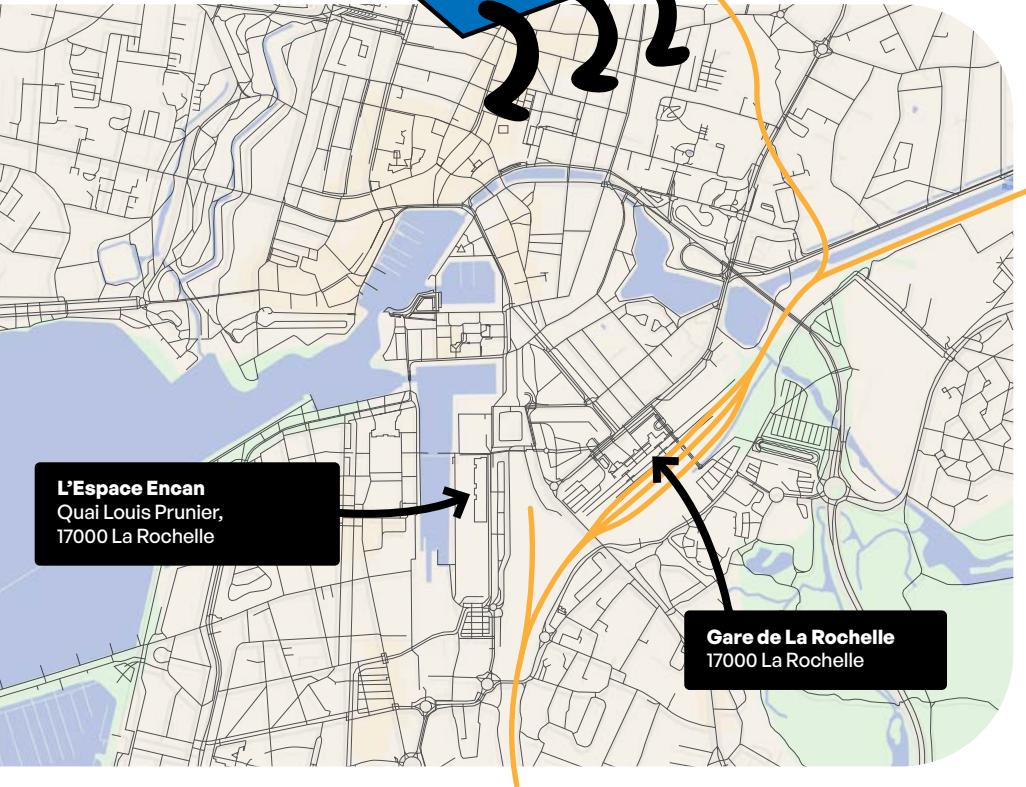 L'Espace Encan
Quai Louis Prunier,
17000 La Rochelle
Gare de La Rochelle
17000 La Rochelle